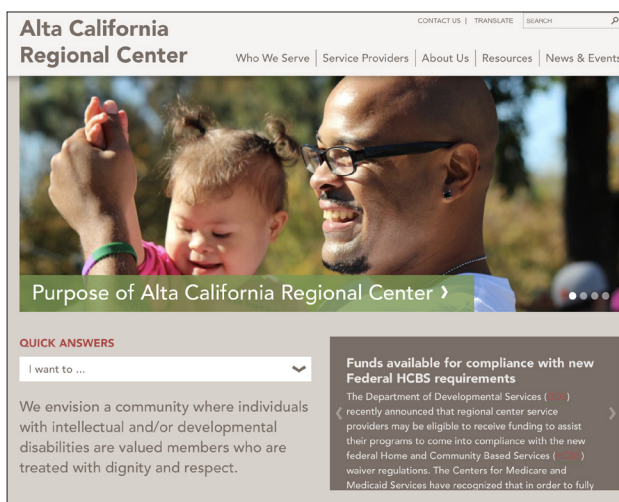 Alta California
Regional Center
CONTACT US | TRANSLATE SEARCH
Who We Serve | Service Providers | About Us | Resources | News & Events
Purpose of Alta California Regional Center ›
QUICK ANSWERS
I want to ...
We envision a community where individuals
with intellectual and/or developmental
disabilities are valued members who are
treated with dignity and respect.
Funds available for compliance with new
Federal HCBS requirements
The Department of Developmental Services (DDS)
recently announced that regional center service
providers may be eligible to receive funding to assist
their programs to come into compliance with the new
federal Home and Community Based Services (HCBS)
waiver regulations. The Centers for Medicare and
Medicaid Services have recognized that in order to fully